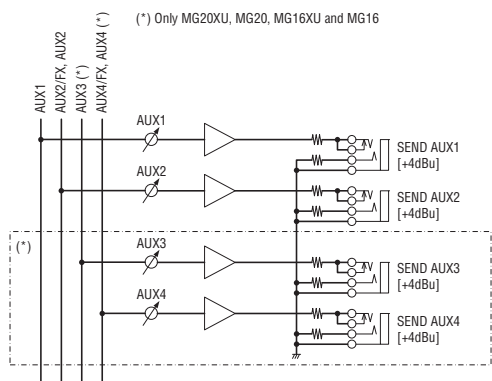 (*) Only MG20XU, MG20, MG16XU and MG16
AUX1
AUX2/FX, AUX2
AUX3 (*)
AUX4/FX, AUX4 (*)
AUX1
SEND AUX1
[+4dBu]
AUX2
SEND AUX2
[+4dBu]
(*)
AUX3
SEND AUX3
[+4dBu]
AUX4
SEND AUX4
[+4dBu]